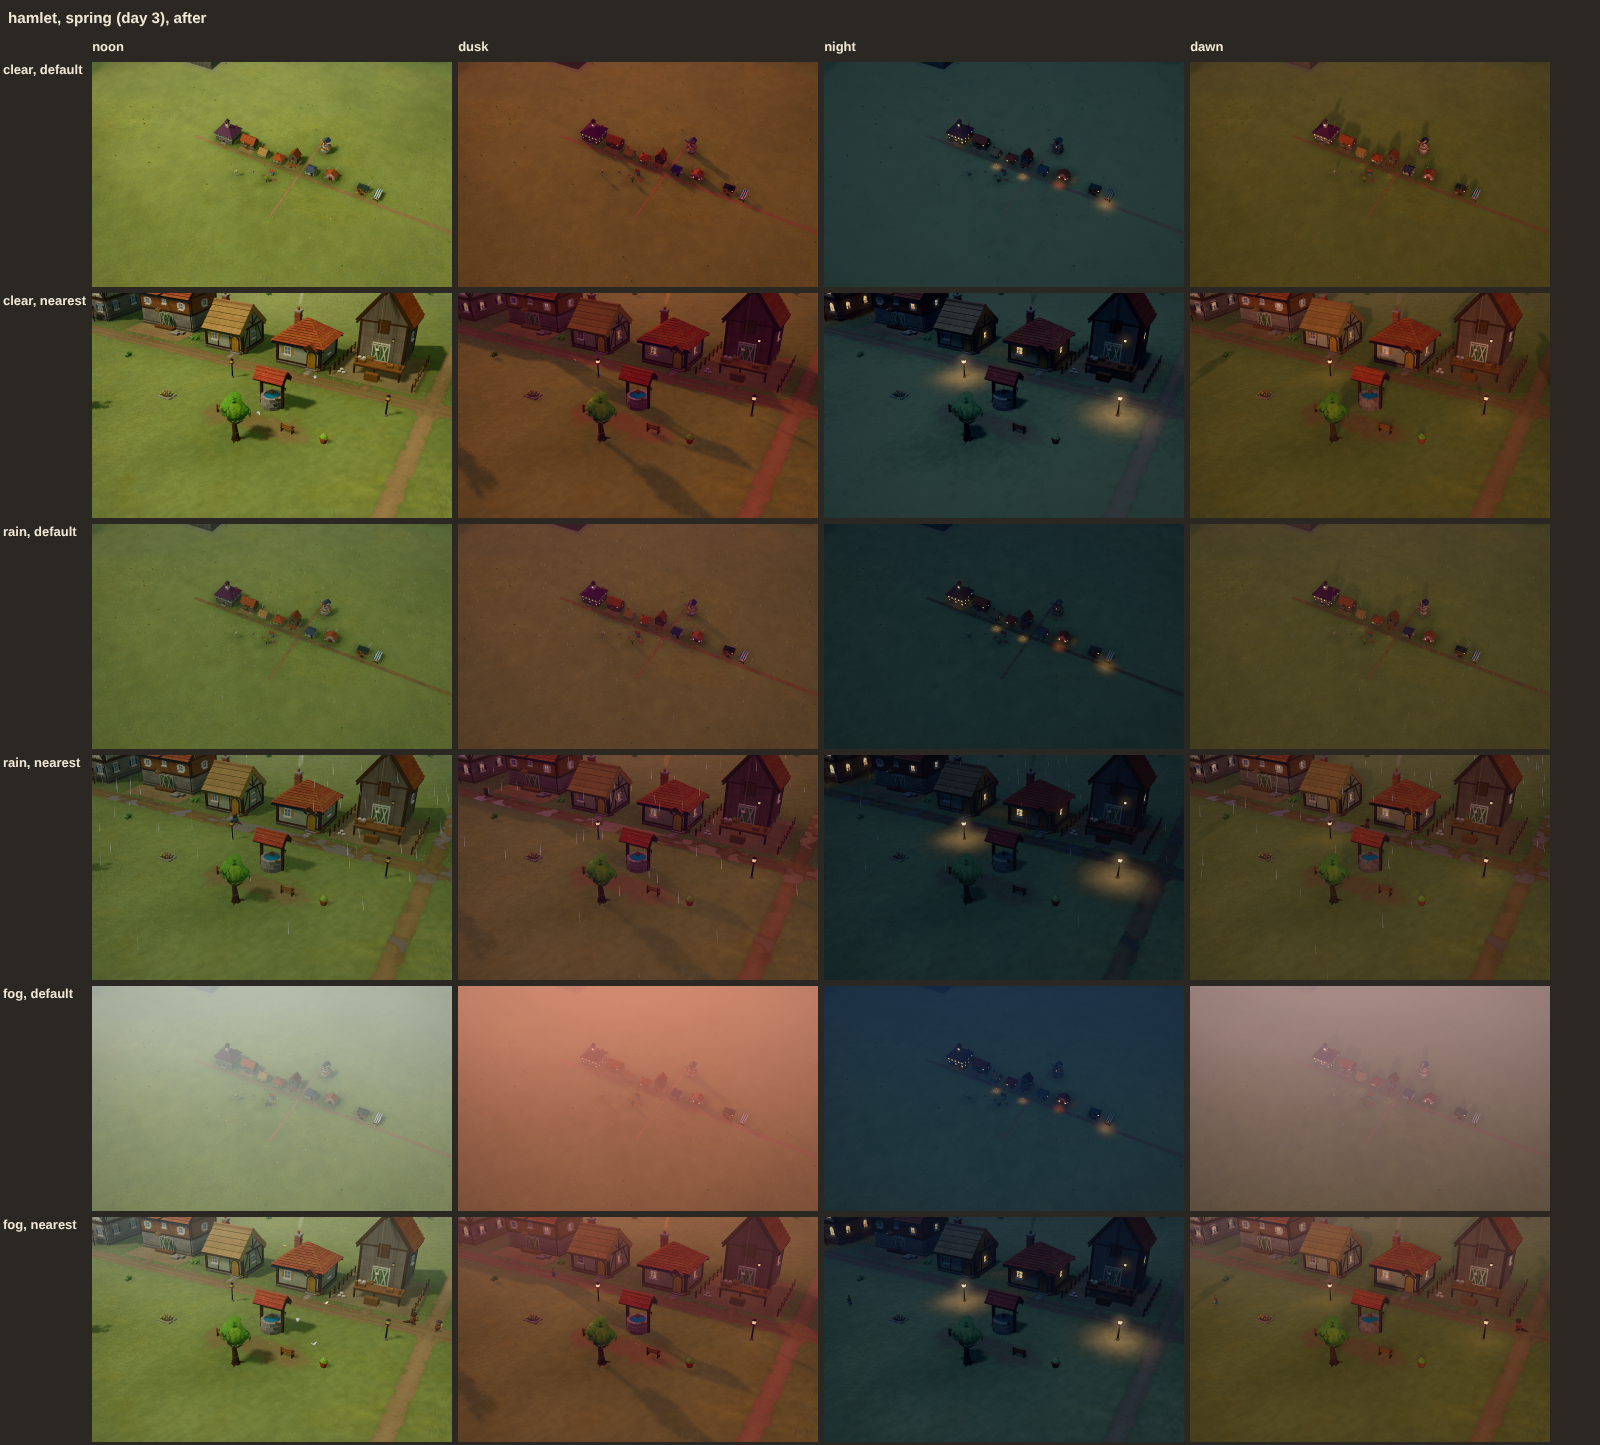 hamlet, spring (day 3), after
noon dusk night dawn
clear, default
clear, nearest
rain, default
rain, nearest
fog, default
fog, nearest